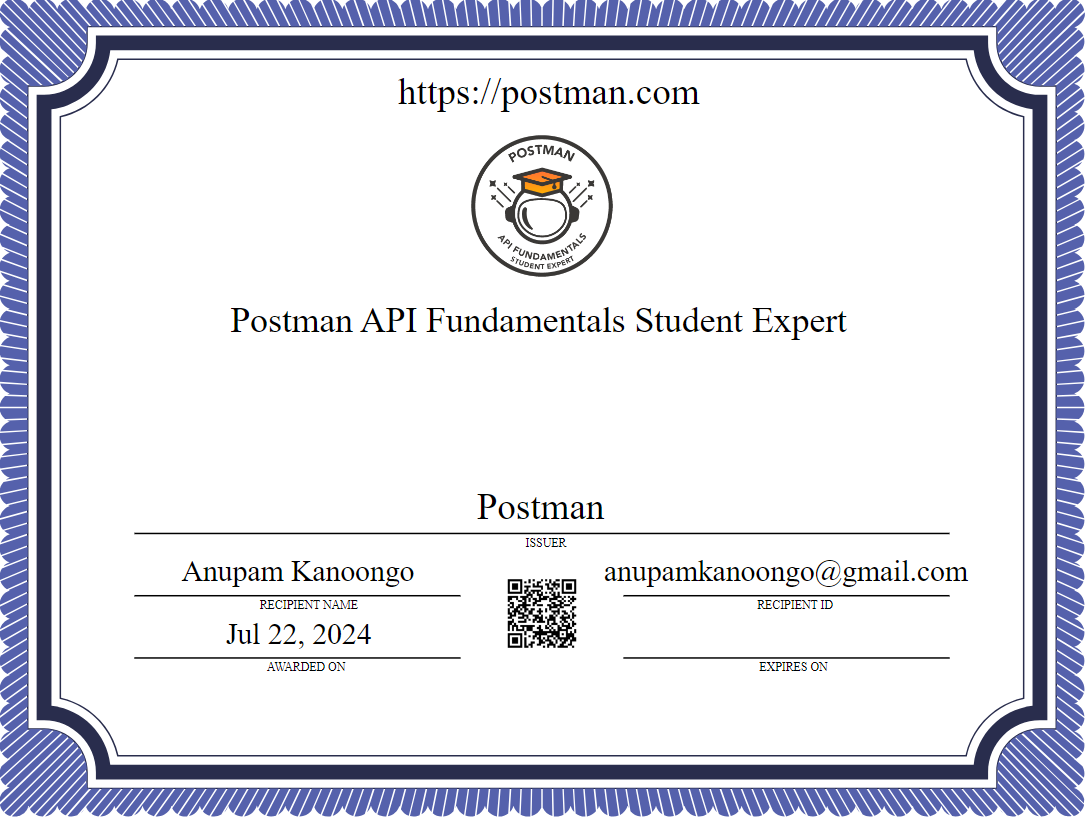 https://postman.com
POSTMAN
API FUNDAMENTALS
STUDENT EXPERT
Postman API Fundamentals Student Expert
Postman
ISSUER
Anupam Kanoongo
RECIPIENT NAME
anupamkanoongo@gmail.com
RECIPIENT ID
Jul 22, 2024
AWARDED ON
EXPIRES ON